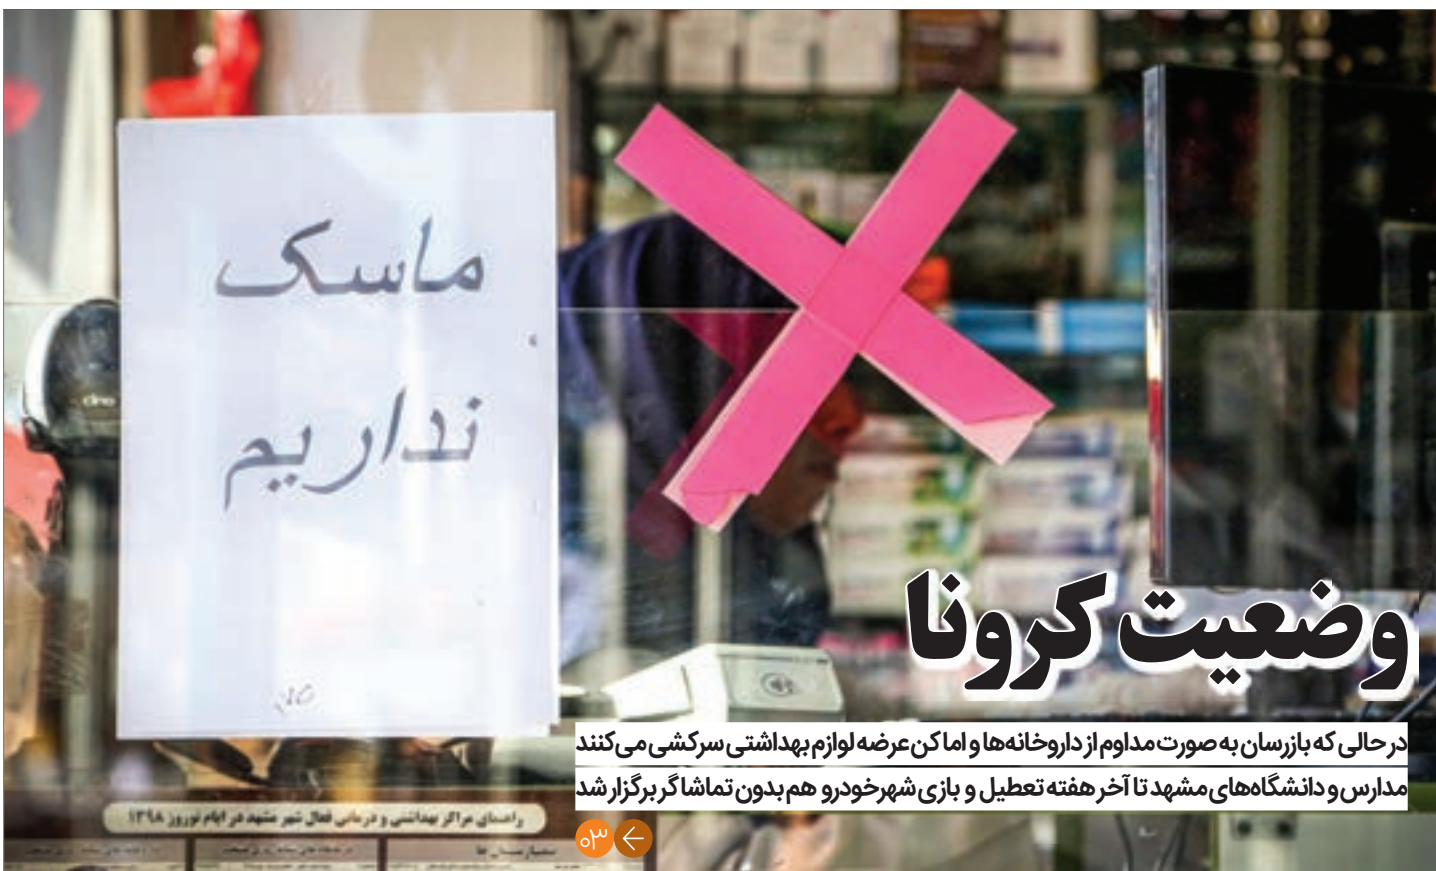 ماسک
نداریم
وضعیت کرونا
در حالی که بازرسان به صورت مداوم از داروخانه‌ها و اماکن عرضه لوازم بهداشتی سرکشی می‌کنند
مدارس و دانشگاه‌های مشهد تا آخر هفته تعطیل و بازی شهرخودرو هم بدون تماشاگر برگزار شد
۰۳
راهنمای مراکز بهداشتی و درمانی فعال شهر مشهد در ایام نوروز ۱۳۹۸